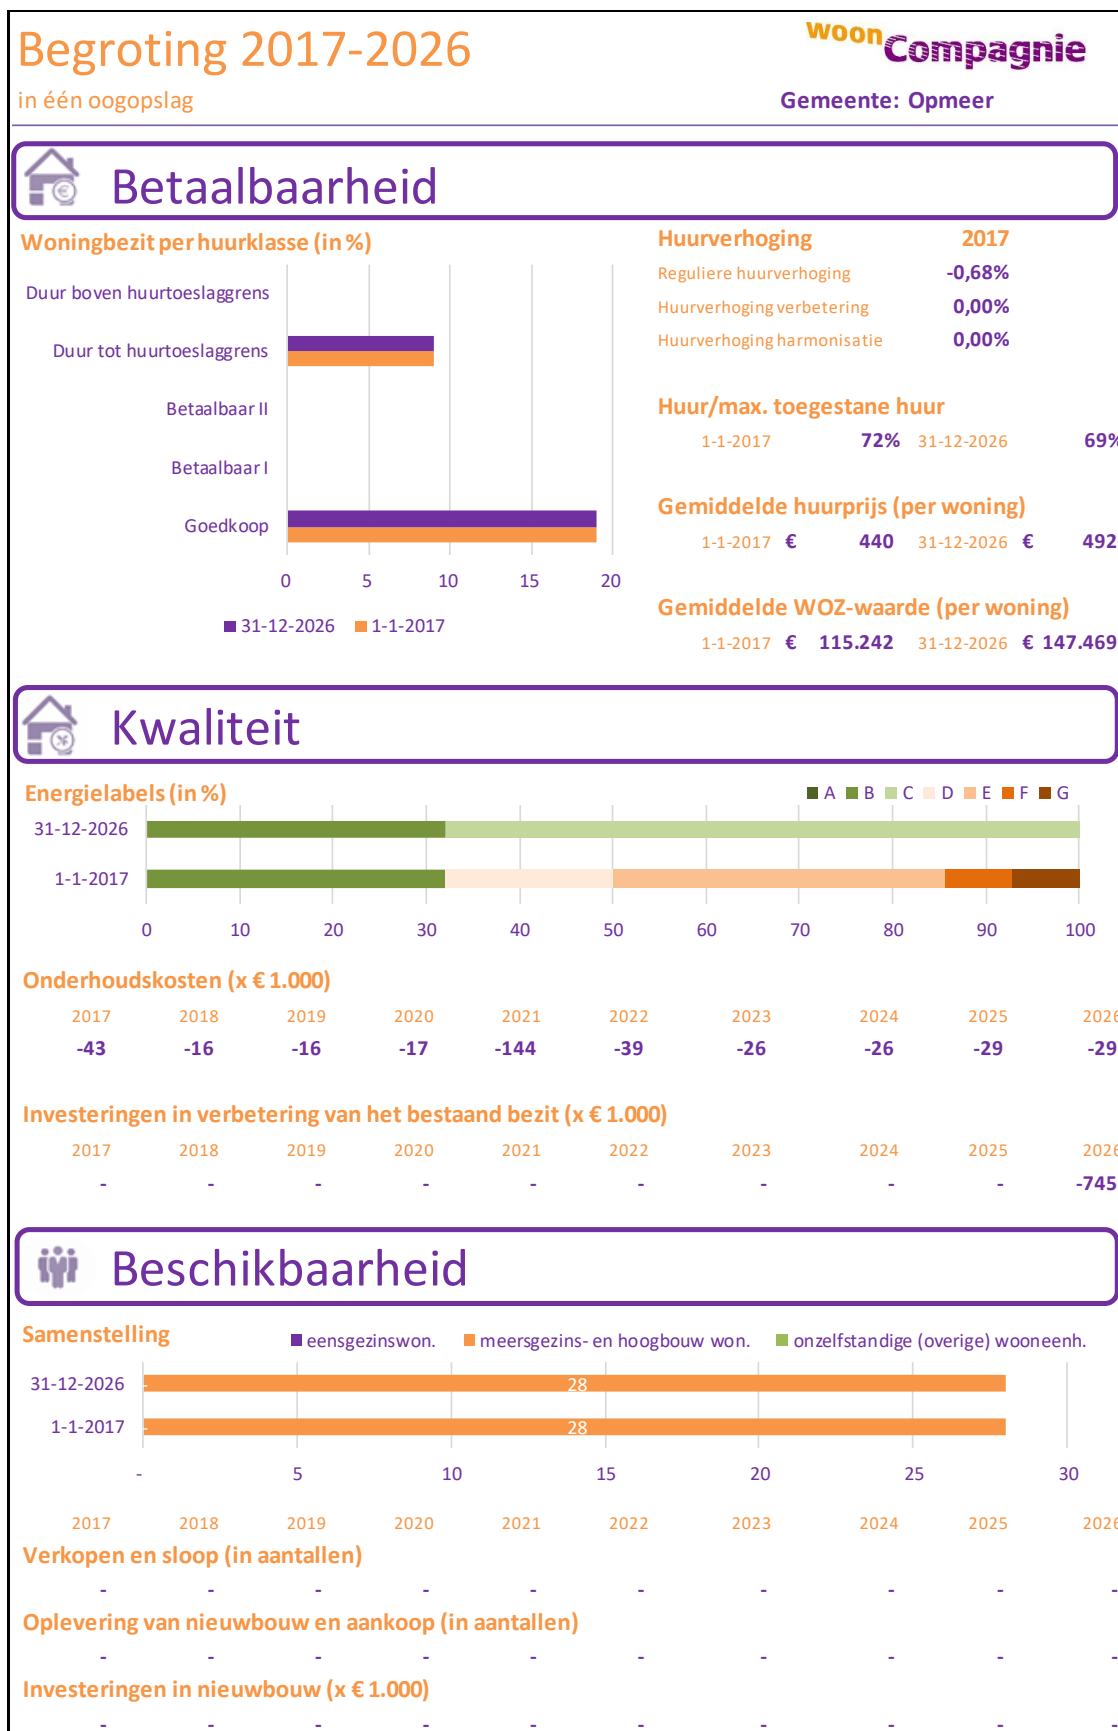 Begroting 2017-2026
woonCompagnie
in één oogopslag
Gemeente: Opmeer
Betaalbaarheid
Woningbezit per huurklasse (in %)
Duur boven huurtoeslaggrens
Duur tot huurtoeslaggrens
Betaalbaar II
Betaalbaar I
Goedkoop
0 5 10 15 20
31-12-2026 1-1-2017
Huurverhoging 2017
Reguliere huurverhoging -0,68%
Huurverhoging verbetering 0,00%
Huurverhoging harmonisatie 0,00%
Huur/max. toegestane huur
1-1-2017 72% 31-12-2026 69%
Gemiddelde huurprijs (per woning)
1-1-2017 € 440 31-12-2026 € 492
Gemiddelde WOZ-waarde (per woning)
1-1-2017 € 115.242 31-12-2026 € 147.469
Kwaliteit
Energielabels (in %)
A B C D E F G
31-12-2026
1-1-2017
0 10 20 30 40 50 60 70 80 90 100
Onderhoudskosten (x € 1.000)
2017 2018 2019 2020 2021 2022 2023 2024 2025 2026
-43 -16 -16 -17 -144 -39 -26 -26 -29 -29
Investeringen in verbetering van het bestaand bezit (x € 1.000)
2017 2018 2019 2020 2021 2022 2023 2024 2025 2026
- - - - - - - - - -745
Beschikbaarheid
Samenstelling
eensgezinswon. meersgezins- en hoogbouw won. onzelfstandige (overige) wooneenh.
31-12-2026 - 28
1-1-2017 - 28
- 5 10 15 20 25 30
2017 2018 2019 2020 2021 2022 2023 2024 2025 2026
Verkopen en sloop (in aantallen)
- - - - - - - - - -
Oplevering van nieuwbouw en aankoop (in aantallen)
- - - - - - - - - -
Investeringen in nieuwbouw (x € 1.000)
- - - - - - - - - -